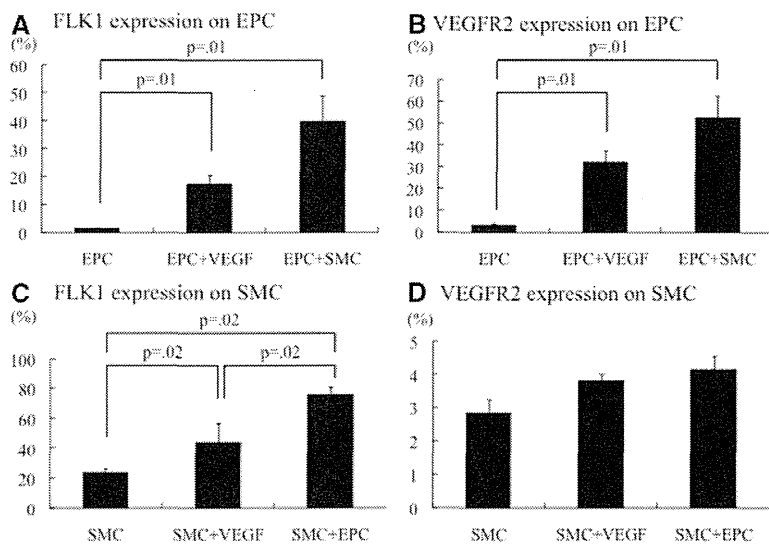 A FLK1 expression on EPC
(%)
p=.01
p=.01
60
50
40
30
20
10
0
EPC EPC+VEGF EPC+SMC
B VEGFR2 expression on EPC
(%)
p=.01
p=.01
70
60
50
40
30
20
10
0
EPC EPC+VEGF EPC+SMC
C FLK1 expression on SMC
(%)
p=.02
p=.02 p=.02
100
80
60
40
20
0
SMC SMC+VEGF SMC+EPC
D VEGFR2 expression on SMC
(%)
5
4
3
2
1
0
SMC SMC+VEGF SMC+EPC